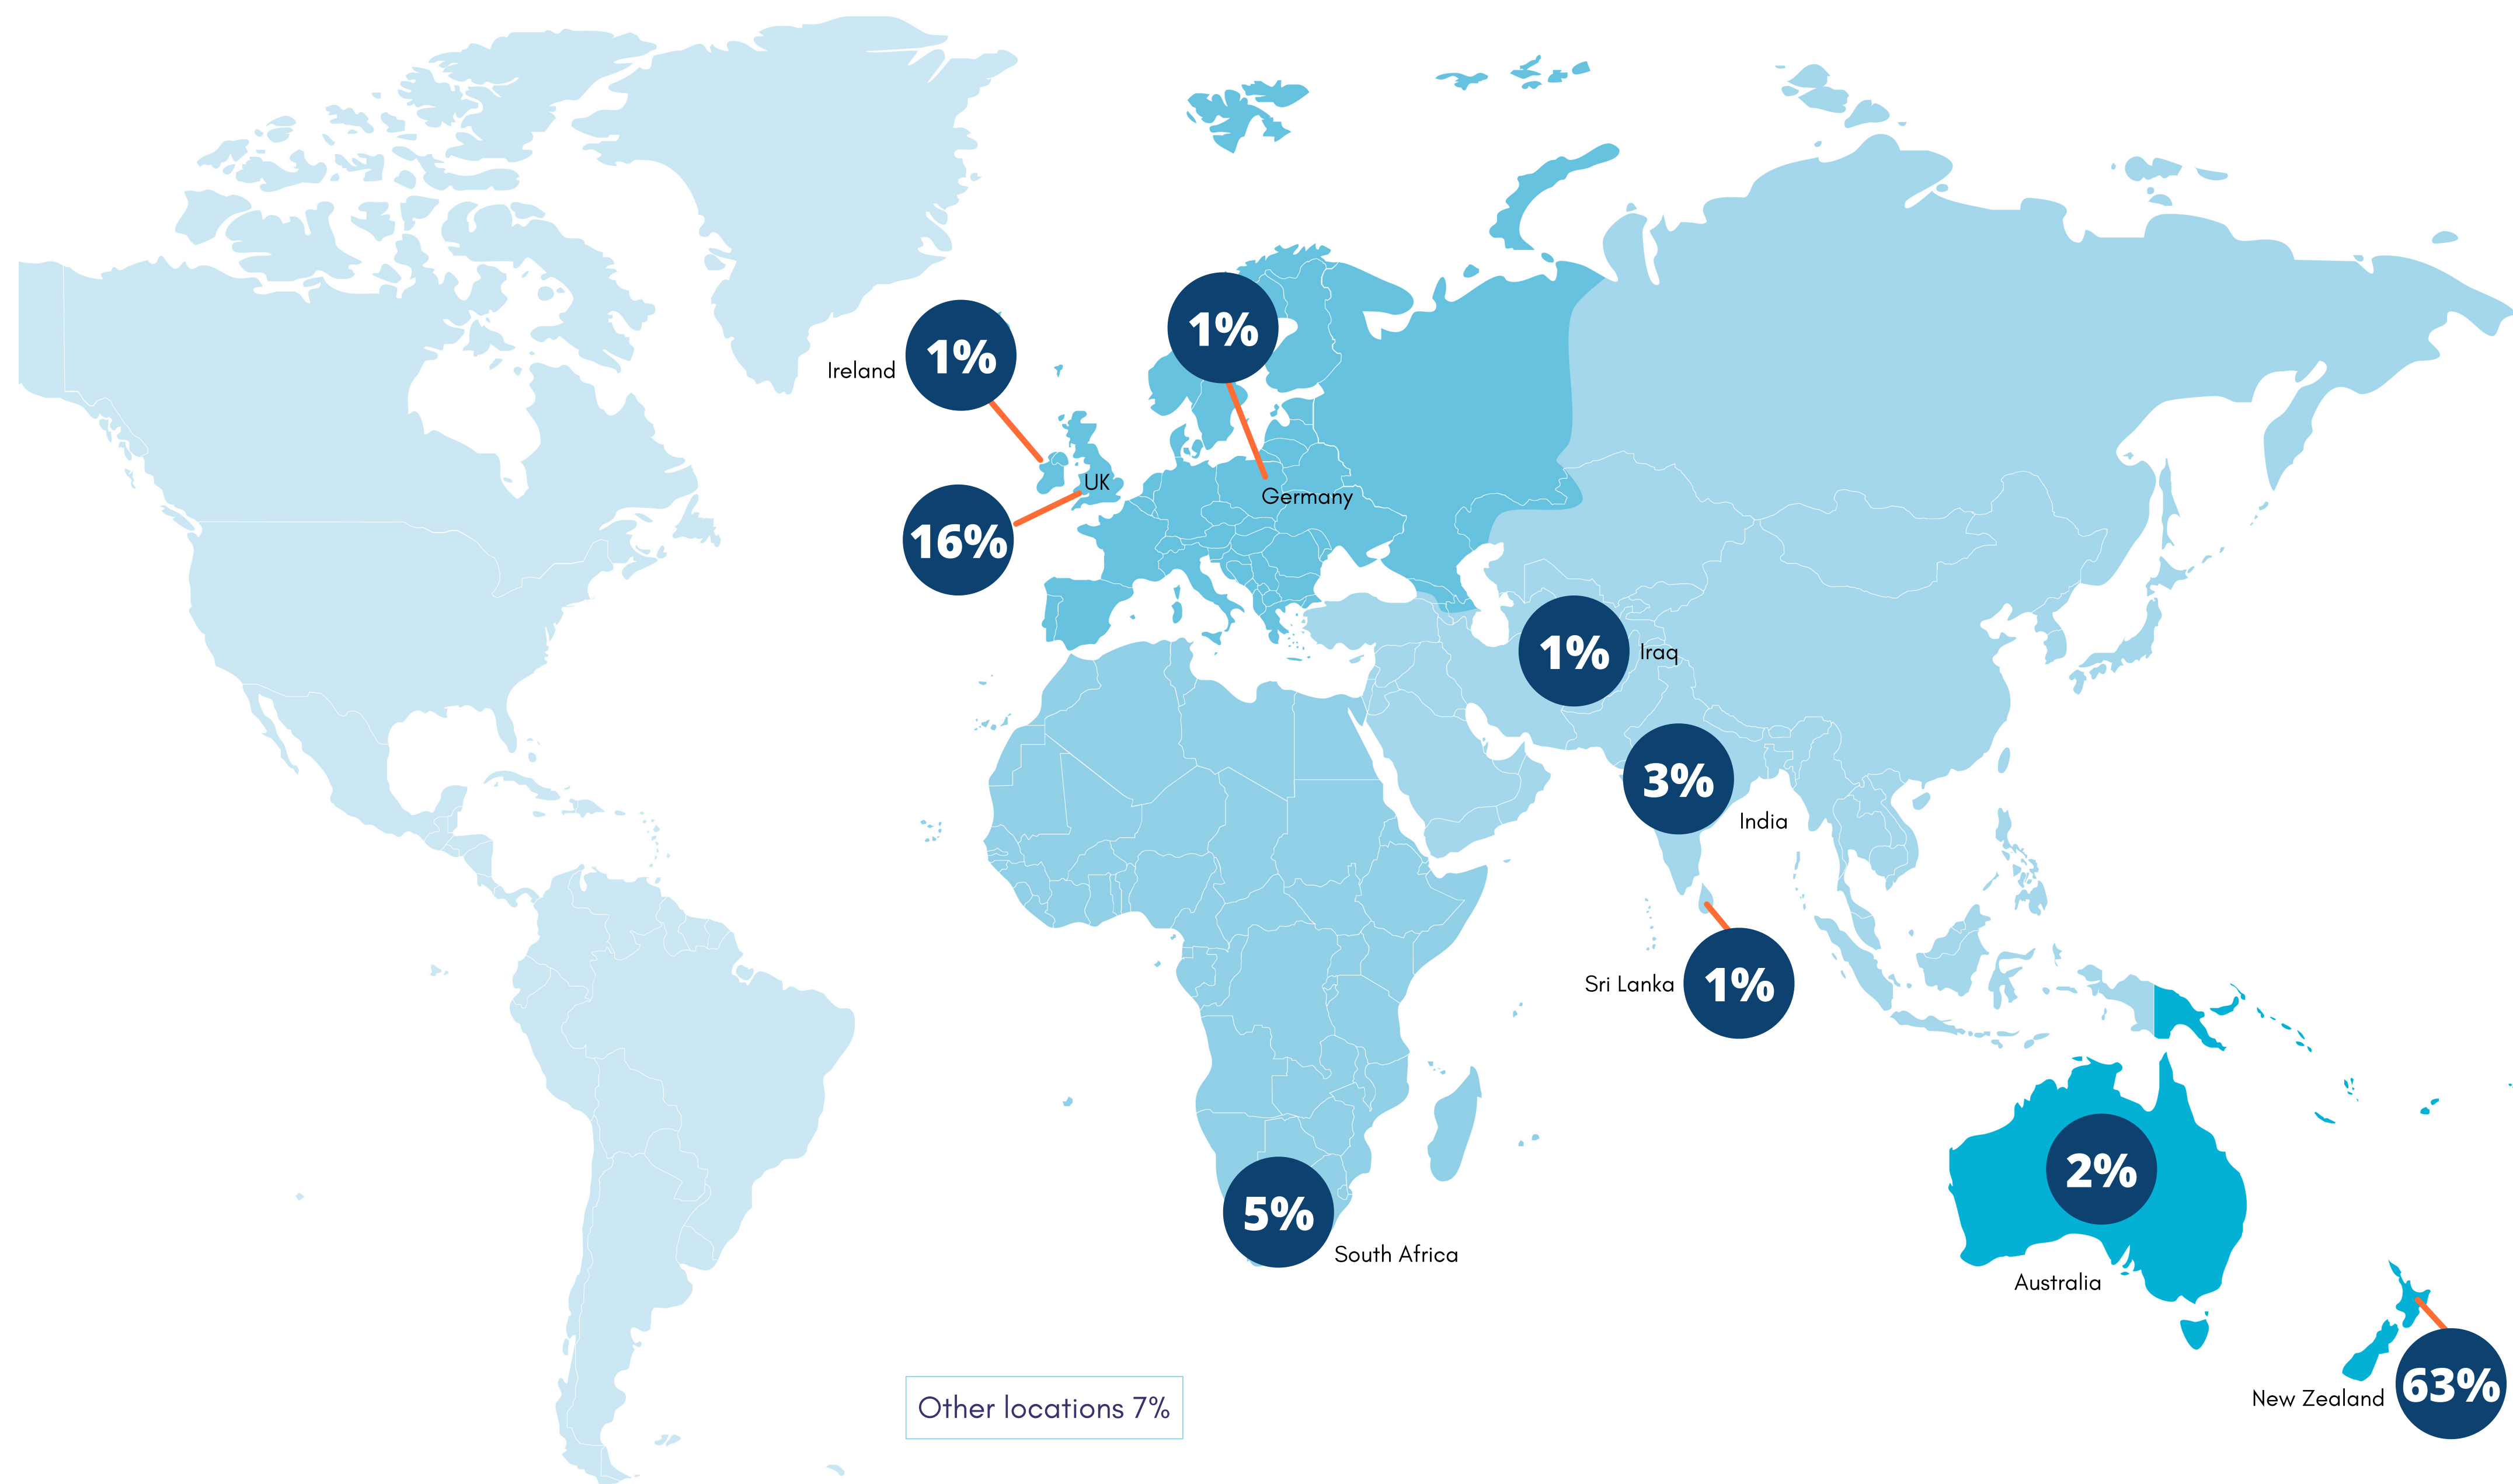 1%
Ireland
1%
UK
16%
Germany
1%
Iraq
3%
India
Sri Lanka
1%
2%
5%
South Africa
Australia
63%
New Zealand
Other locations 7%